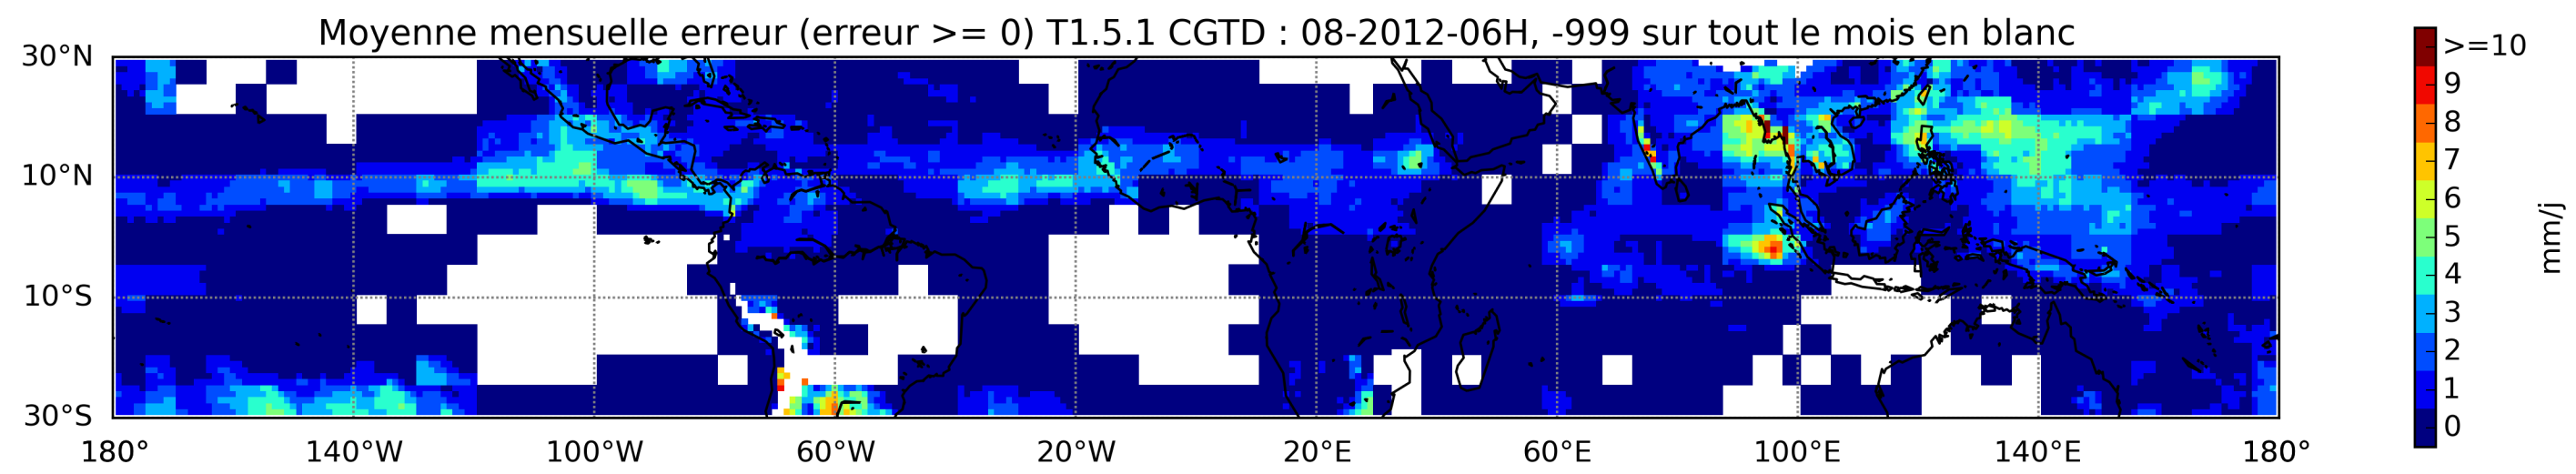 Moyenne mensuelle erreur (erreur >= 0) T1.5.1 CGTD : 08-2012-06H, -999 sur tout le mois en blanc
30°N
10°N
10°S
30°S
180° 140°W 100°W 60°W 20°W 20°E 60°E 100°E 140°E 180°
>=10
9
8
7
6
5
4
3
2
1
0
mm/j